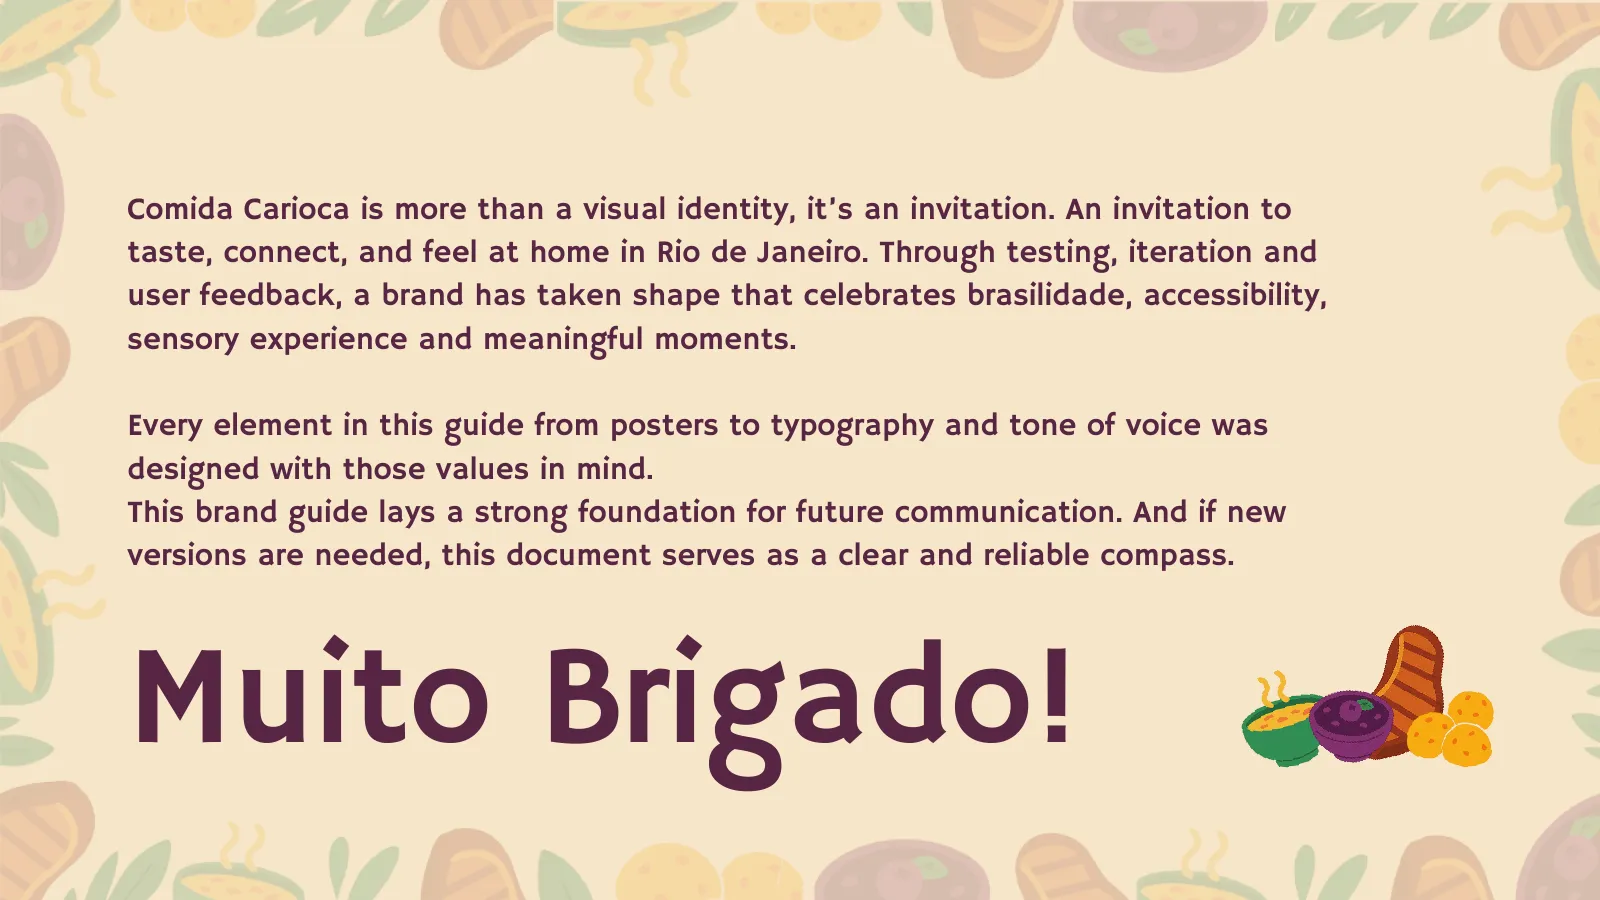 Comida Carioca is more than a visual identity, it’s an invitation. An invitation to
taste, connect, and feel at home in Rio de Janeiro. Through testing, iteration and
user feedback, a brand has taken shape that celebrates brasilidade, accessibility,
sensory experience and meaningful moments.
Every element in this guide from posters to typography and tone of voice was
designed with those values in mind.
This brand guide lays a strong foundation for future communication. And if new
versions are needed, this document serves as a clear and reliable compass.
Muito Brigado!